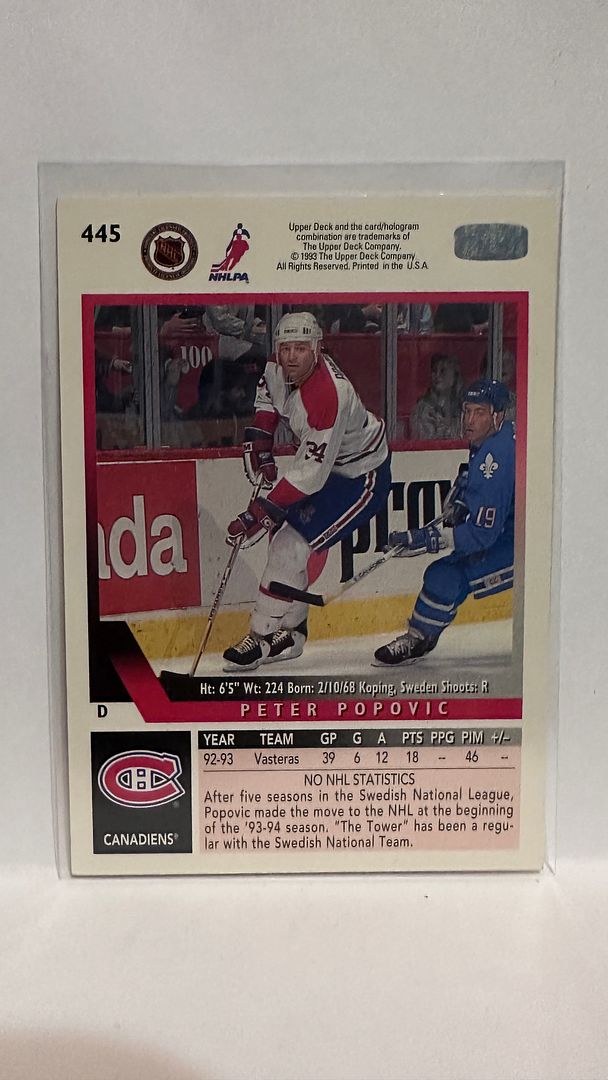 445
NHL
NHLPA
Upper Deck and the card/hologram
combination are trademarks of
The Upper Deck Company.
© 1993 The Upper Deck Company
All Rights Reserved. Printed in the U.S.A.
100
34
19
ada
pro
Ht: 6'5" Wt: 224 Born: 2/10/68 Koping, Sweden Shoots: R
D PETER POPOVIC
YEAR TEAM GP G A PTS PPG PIM +/-
92-93 Vasteras 39 6 12 18 -- 46 --
NO NHL STATISTICS
After five seasons in the Swedish National League,
Popovic made the move to the NHL at the beginning
of the '93-94 season. "The Tower" has been a regu-
lar with the Swedish National Team.
CANADIENS®